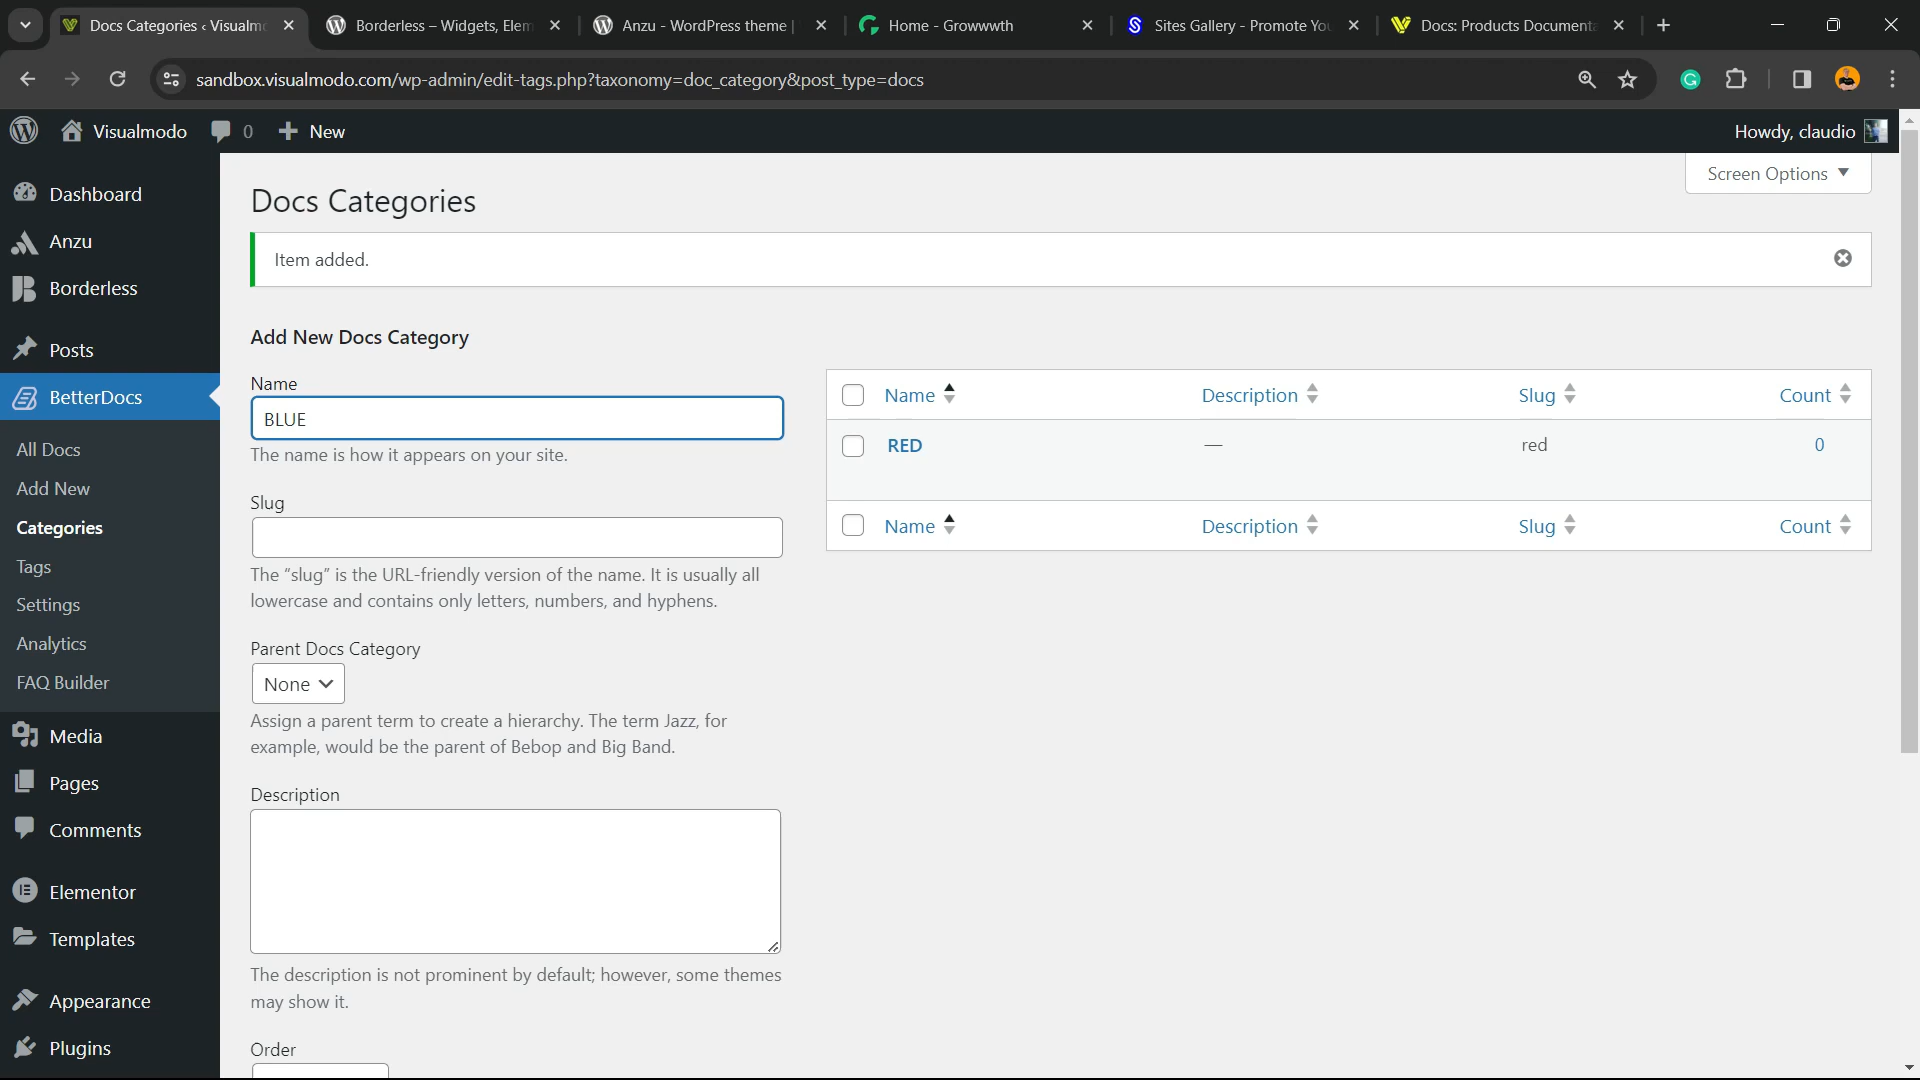 Docs Categories ‹ Visualm
Borderless – Widgets, Elem
Anzu - WordPress theme |
Home - Growwwth
Sites Gallery - Promote Yo
Docs: Products Documenta
sandbox.visualmodo.com/wp-admin/edit-tags.php?taxonomy=doc_category&post_type=docs
Visualmodo
0
New
Howdy, claudio
Dashboard
Anzu
Borderless
Posts
BetterDocs
All Docs
Add New
Categories
Tags
Settings
Analytics
FAQ Builder
Media
Pages
Comments
Elementor
Templates
Appearance
Plugins
Screen Options
Docs Categories
Item added.
Add New Docs Category
Name
BLUE
The name is how it appears on your site.
Slug
The “slug” is the URL-friendly version of the name. It is usually all
lowercase and contains only letters, numbers, and hyphens.
Parent Docs Category
None
Assign a parent term to create a hierarchy. The term Jazz, for
example, would be the parent of Bebop and Big Band.
Description
The description is not prominent by default; however, some themes
may show it.
Order
Name Description Slug Count
RED — red 0
Name Description Slug Count